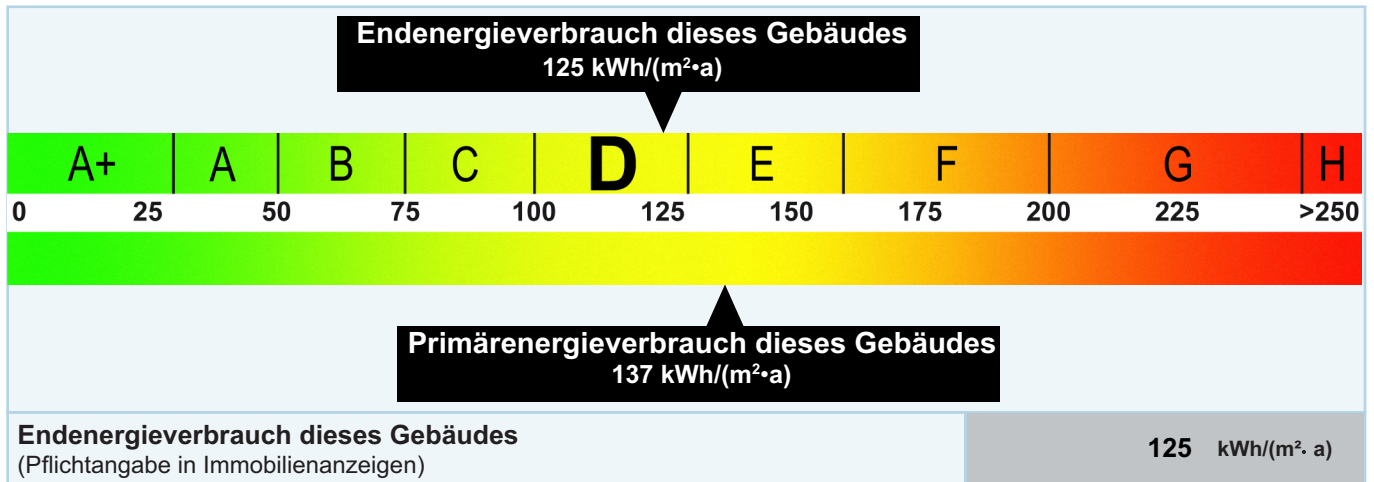 Endenergieverbrauch dieses Gebäudes
125 kWh/(m²•a)
A+ A B C D E F G H
0 25 50 75 100 125 150 175 200 225 >250
Primärenergieverbrauch dieses Gebäudes
137 kWh/(m²•a)
Endenergieverbrauch dieses Gebäudes
(Pflichtangabe in Immobilienanzeigen)
125 kWh/(m²· a)